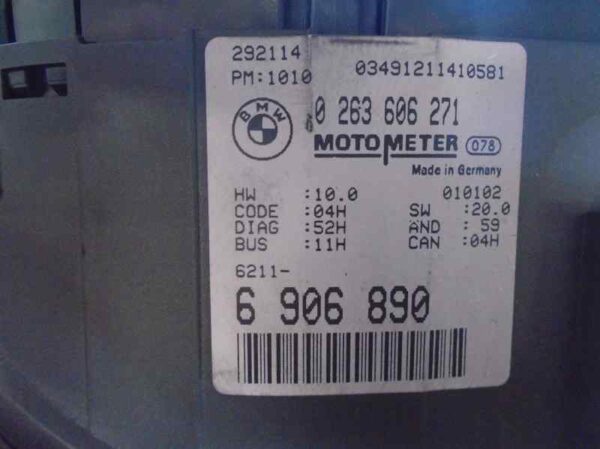 292114
PM:1010 03491211410581
BMW
0 263 606 271
MOTOMETER 078
Made in Germany
HW :10.0 010102
CODE :04H SW :20.0
DIAG :52H AND : 59
BUS :11H CAN :04H
6211-
6 906 890